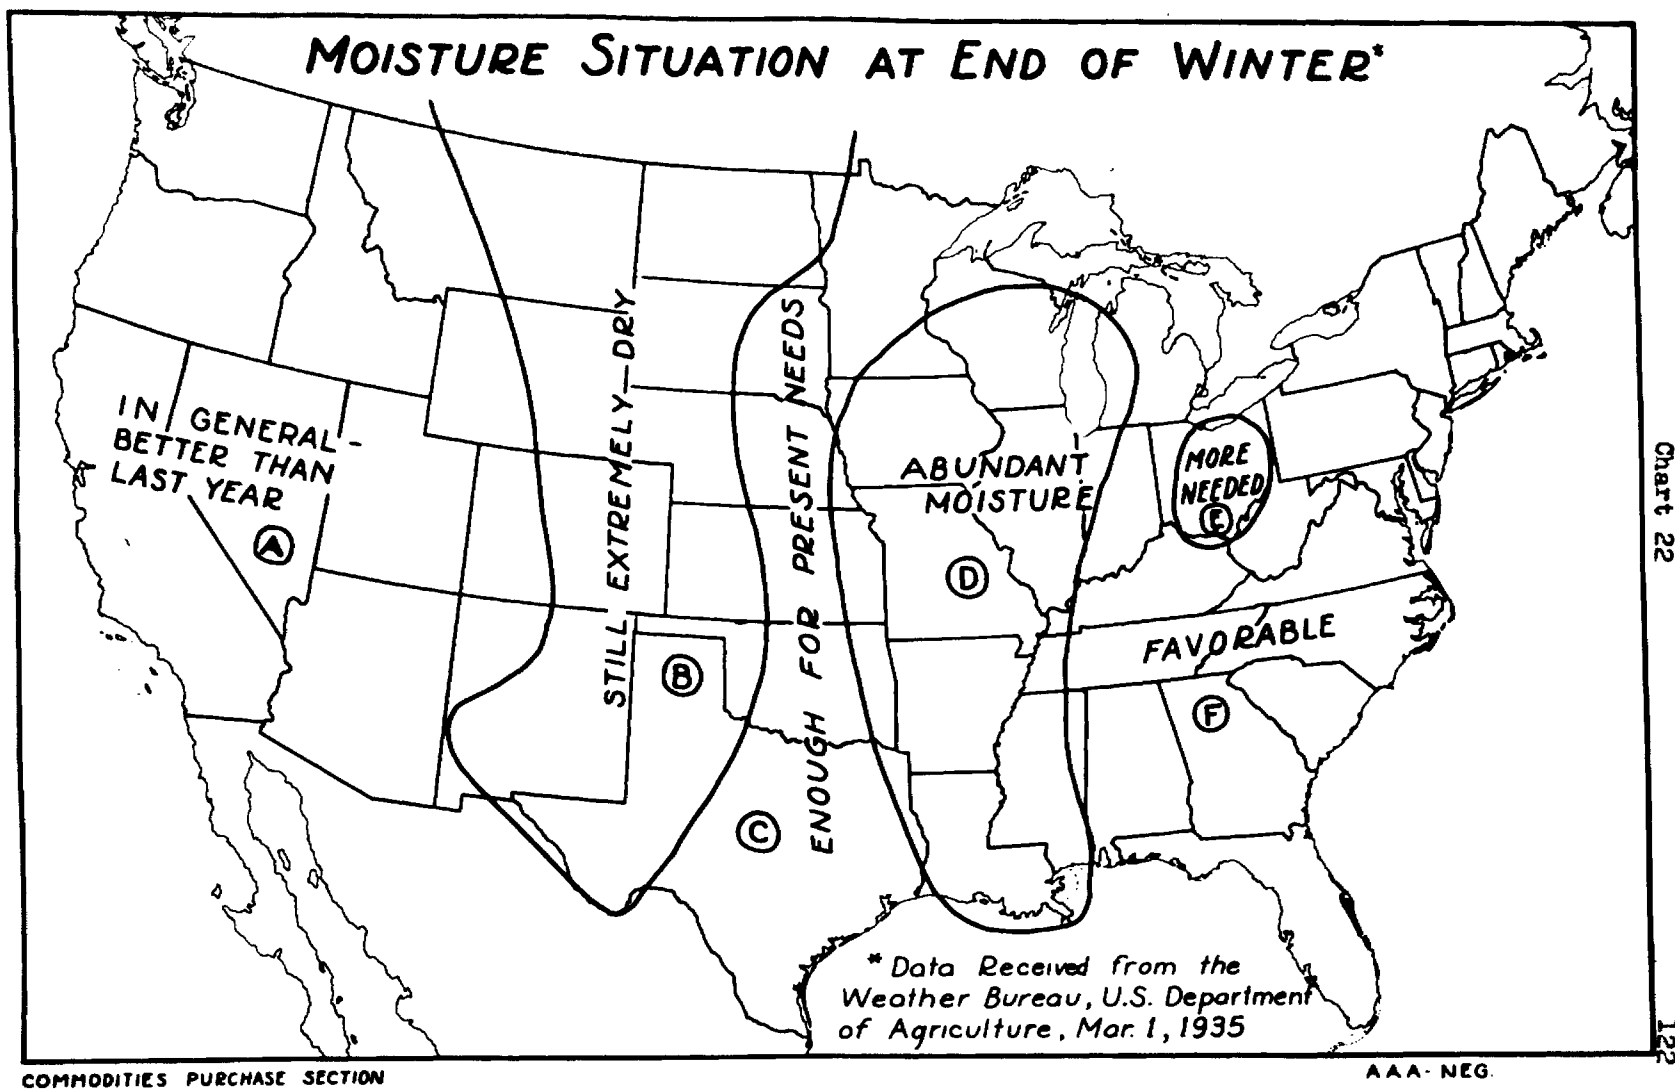 MOISTURE SITUATION AT END OF WINTER*
IN GENERAL-
BETTER THAN
LAST YEAR
A
STILL EXTREMELY-DRY
B
ENOUGH FOR PRESENT NEEDS
C
ABUNDANT
MOISTURE
D
MORE
NEEDED
E
FAVORABLE
F
* Data Received from the
Weather Bureau, U.S. Department
of Agriculture, Mar. 1, 1935
COMMODITIES PURCHASE SECTION
AAA- NEG.
Chart 22
122